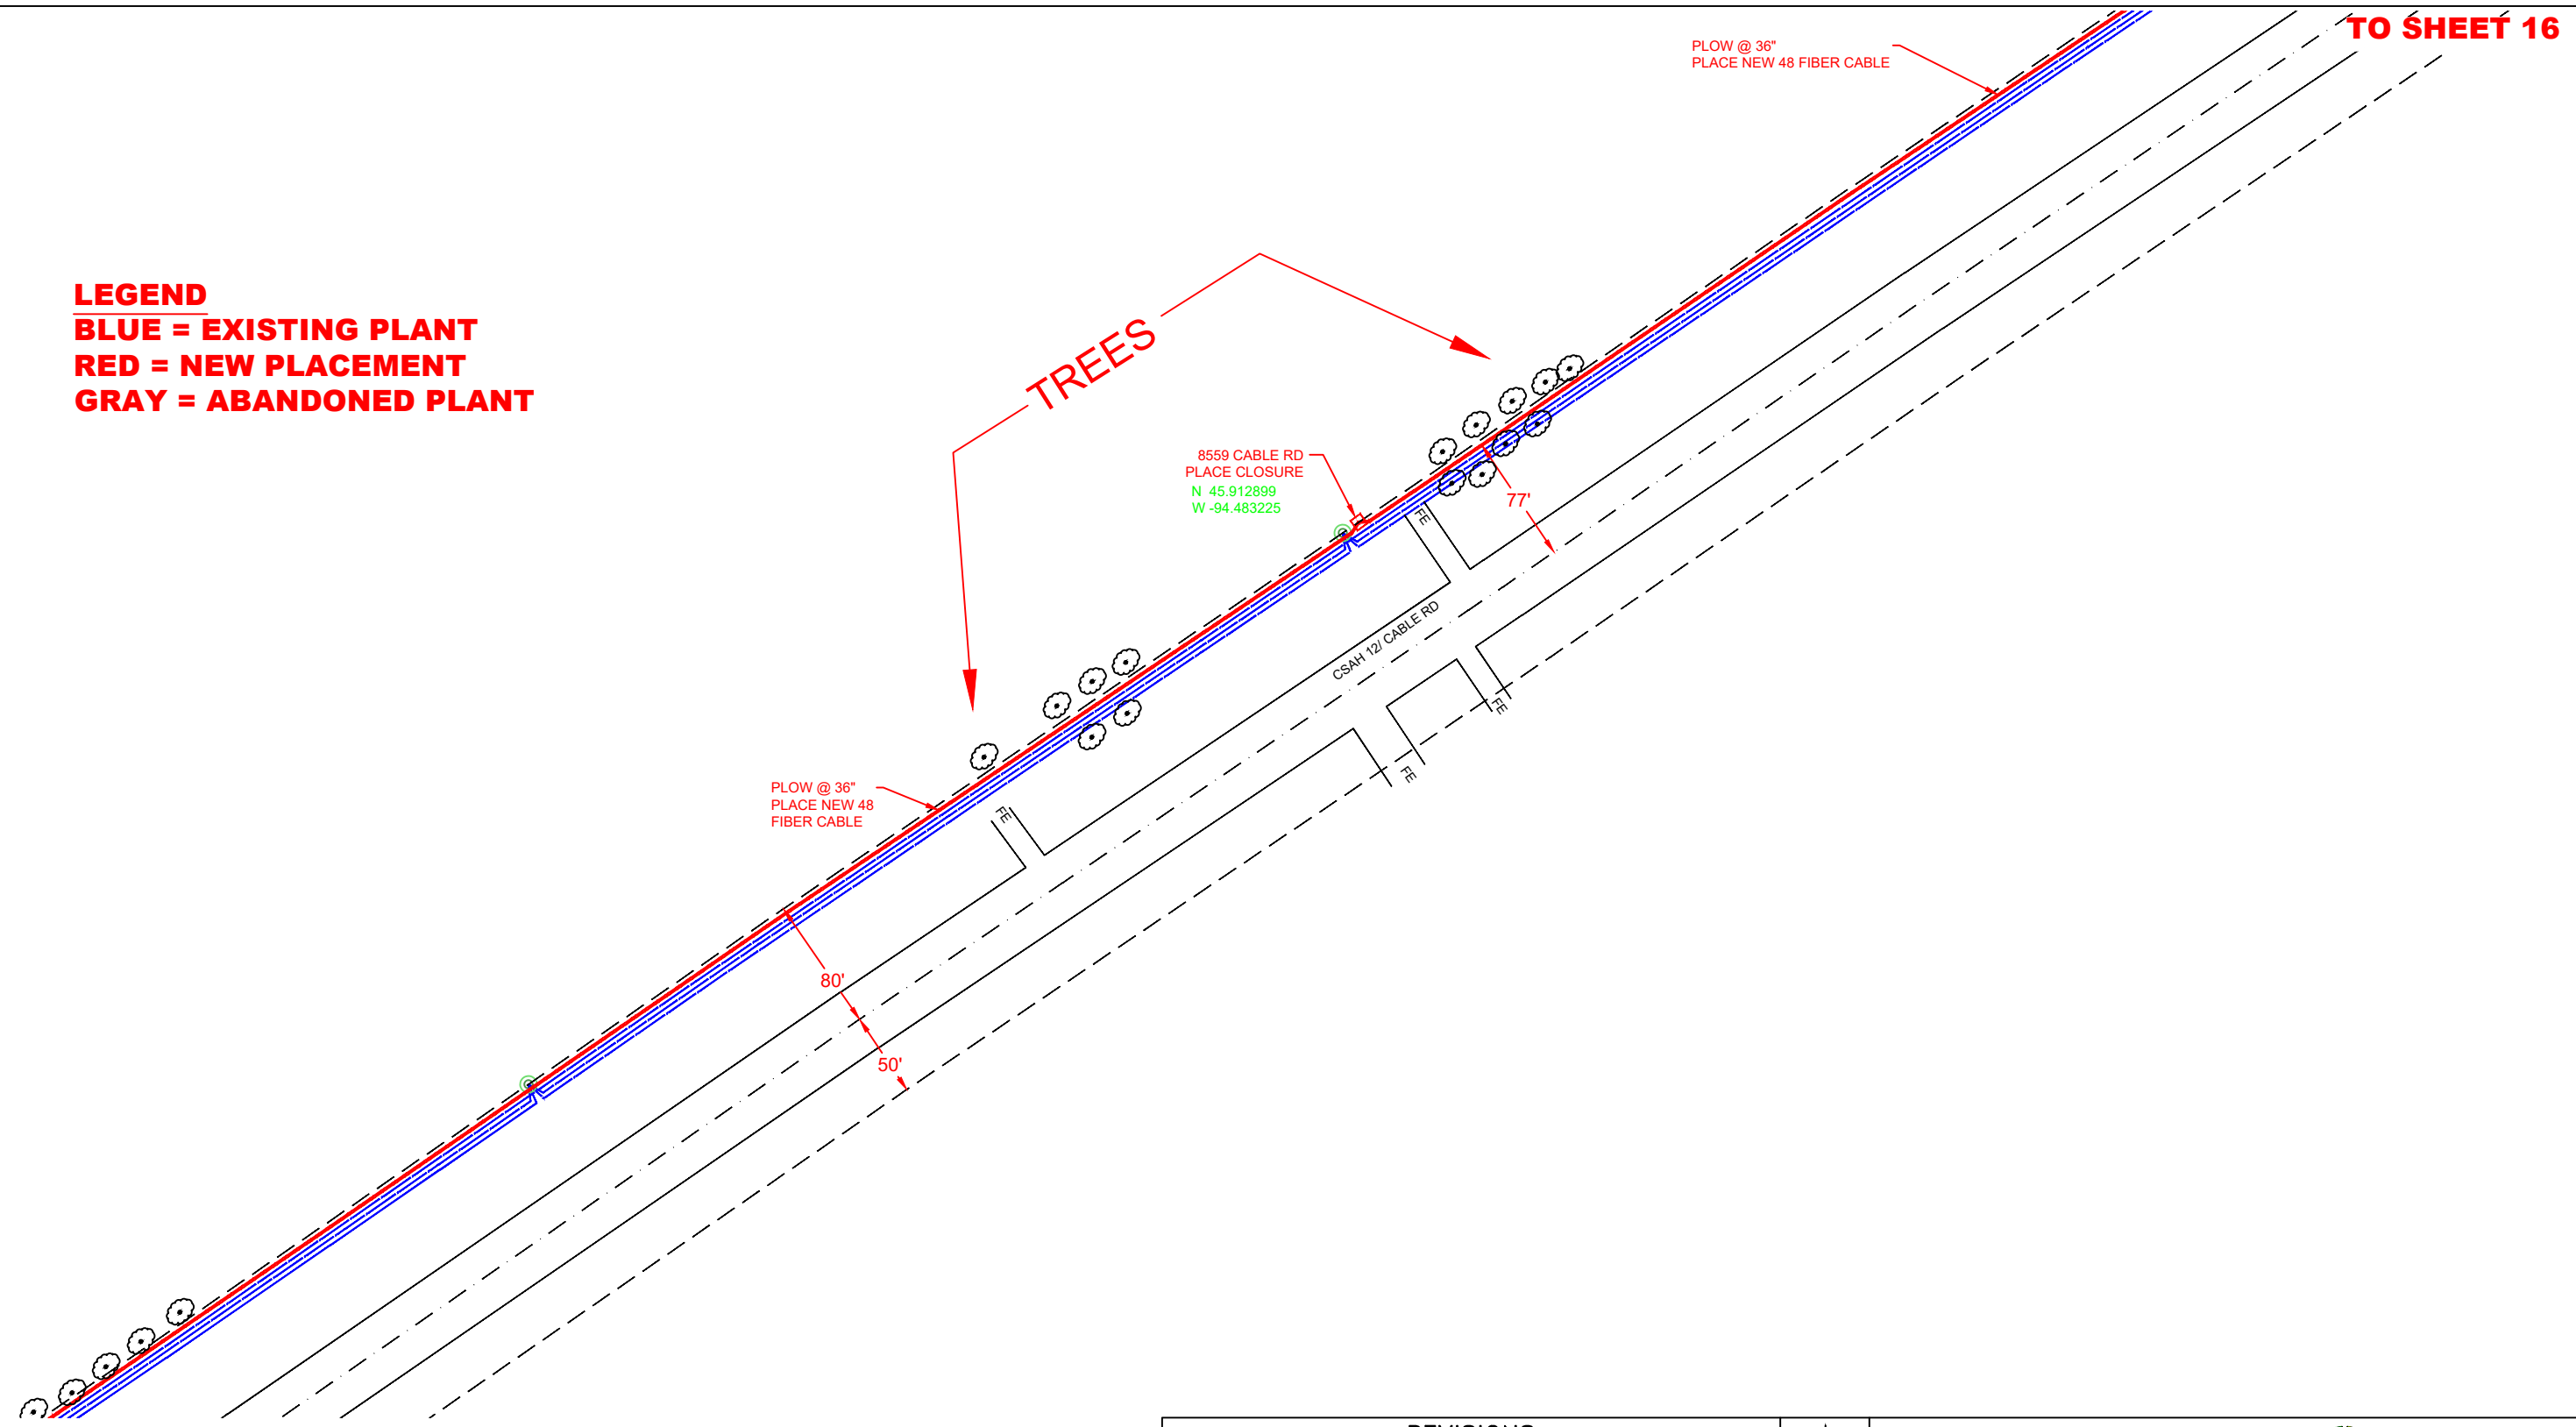 TO SHEET 16
PLOW @ 36"
PLACE NEW 48 FIBER CABLE
LEGEND
BLUE = EXISTING PLANT
RED = NEW PLACEMENT
GRAY = ABANDONED PLANT
TREES
8559 CABLE RD
PLACE CLOSURE
N 45.912899
W -94.483225
77'
FE
CSAH 12/ CABLE RD
FE
FE
PLOW @ 36"
PLACE NEW 48
FIBER CABLE
FE
80'
50'